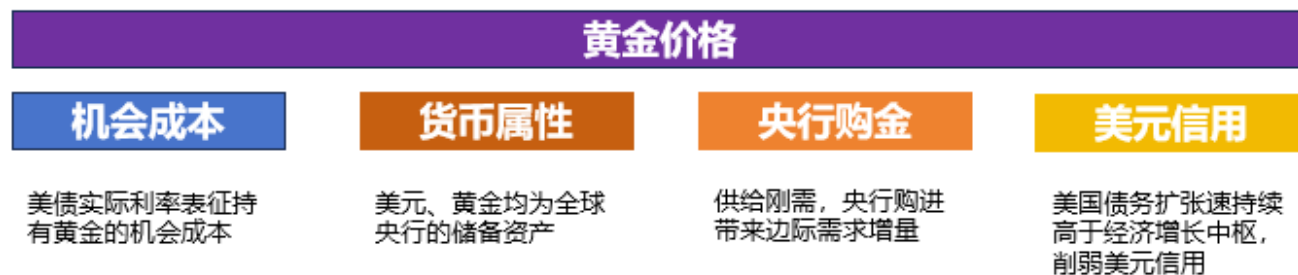 黄金价格
机会成本
货币属性
央行购金
美元信用
美债实际利率表征持
有黄金的机会成本
美元、黄金均为全球
央行的储备资产
供给刚需，央行购进
带来边际需求增量
美国债务扩张速持续
高于经济增长中枢，
削弱美元信用